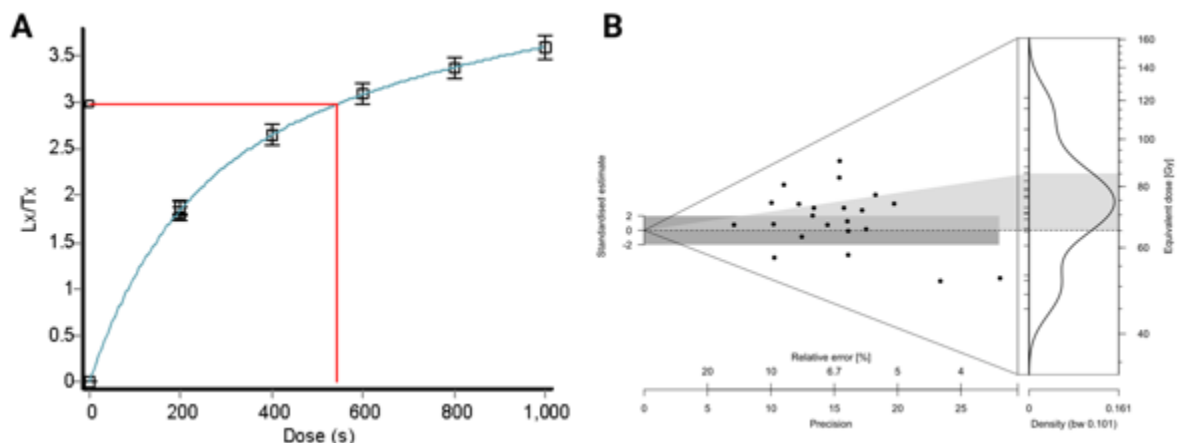 A
3.5
3
2.5
2
1.5
1
0.5
0
Lx/Tx
0 200 400 600 800 1,000
Dose (s)
B
Standardised estimate
2
0
-2
Relative error [%]
20 10 6.7 5 4
0 5 10 15 20 25
Precision
160
140
120
100
80
60
40
Equivalent dose [Gy]
0 0.161
Density (bw 0.101)